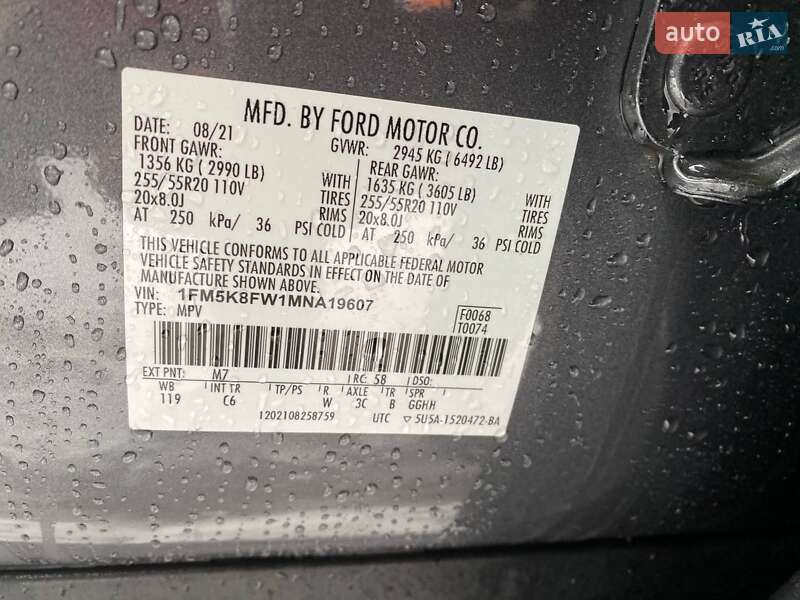 auto RIA
MFD. BY FORD MOTOR CO.
DATE: 08/21 GVWR: 2945 KG ( 6492 LB)
FRONT GAWR: REAR GAWR:
1356 KG ( 2990 LB) WITH 1635 KG ( 3605 LB) WITH
255/55R20 110V TIRES 255/55R20 110V TIRES
20x8.0J RIMS 20x8.0J RIMS
AT 250 kPa/ 36 PSI COLD AT 250 kPa/ 36 PSI COLD
THIS VEHICLE CONFORMS TO ALL APPLICABLE FEDERAL MOTOR
VEHICLE SAFETY STANDARDS IN EFFECT ON THE DATE OF
MANUFACTURE SHOWN ABOVE.
VIN: 1FM5K8FW1MNA19607 F0068
TYPE: MPV T0074
EXT PNT: M7 RC: 58 DSO:
WB INT TR TP/PS R AXLE TR SPR
119 C6 W 3C B GGHH
1202108258759 UTC ▽ 5U5A-1520472-BA